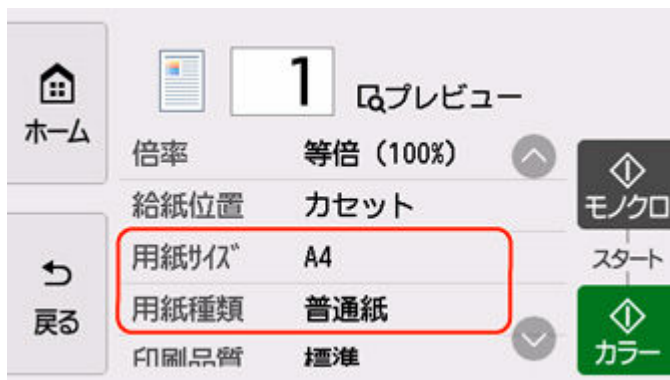 ホーム
1
プレビュー
倍率 等倍（100%）
給紙位置 カセット
用紙サイズ A4
用紙種類 普通紙
印刷品質 標準
戻る
モノクロ
スタート
カラー